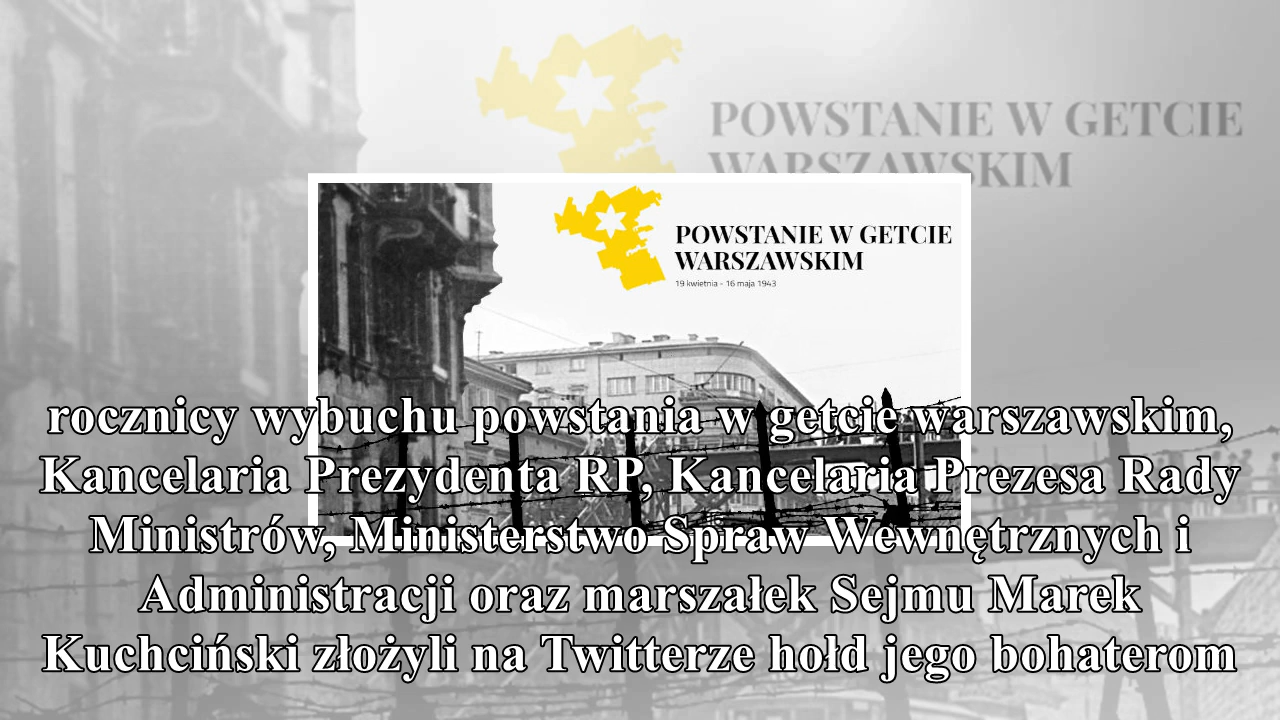 POWSTANIE W GETCIE
WARSZAWSKIM
POWSTANIE W GETCIE
WARSZAWSKIM
19 kwietnia - 16 maja 1943
rocznicy wybuchu powstania w getcie warszawskim,
Kancelaria Prezydenta RP, Kancelaria Prezesa Rady
Ministrów, Ministerstwo Spraw Wewnętrznych i
Administracji oraz marszałek Sejmu Marek
Kuchciński złożyli na Twitterze hołd jego bohaterom